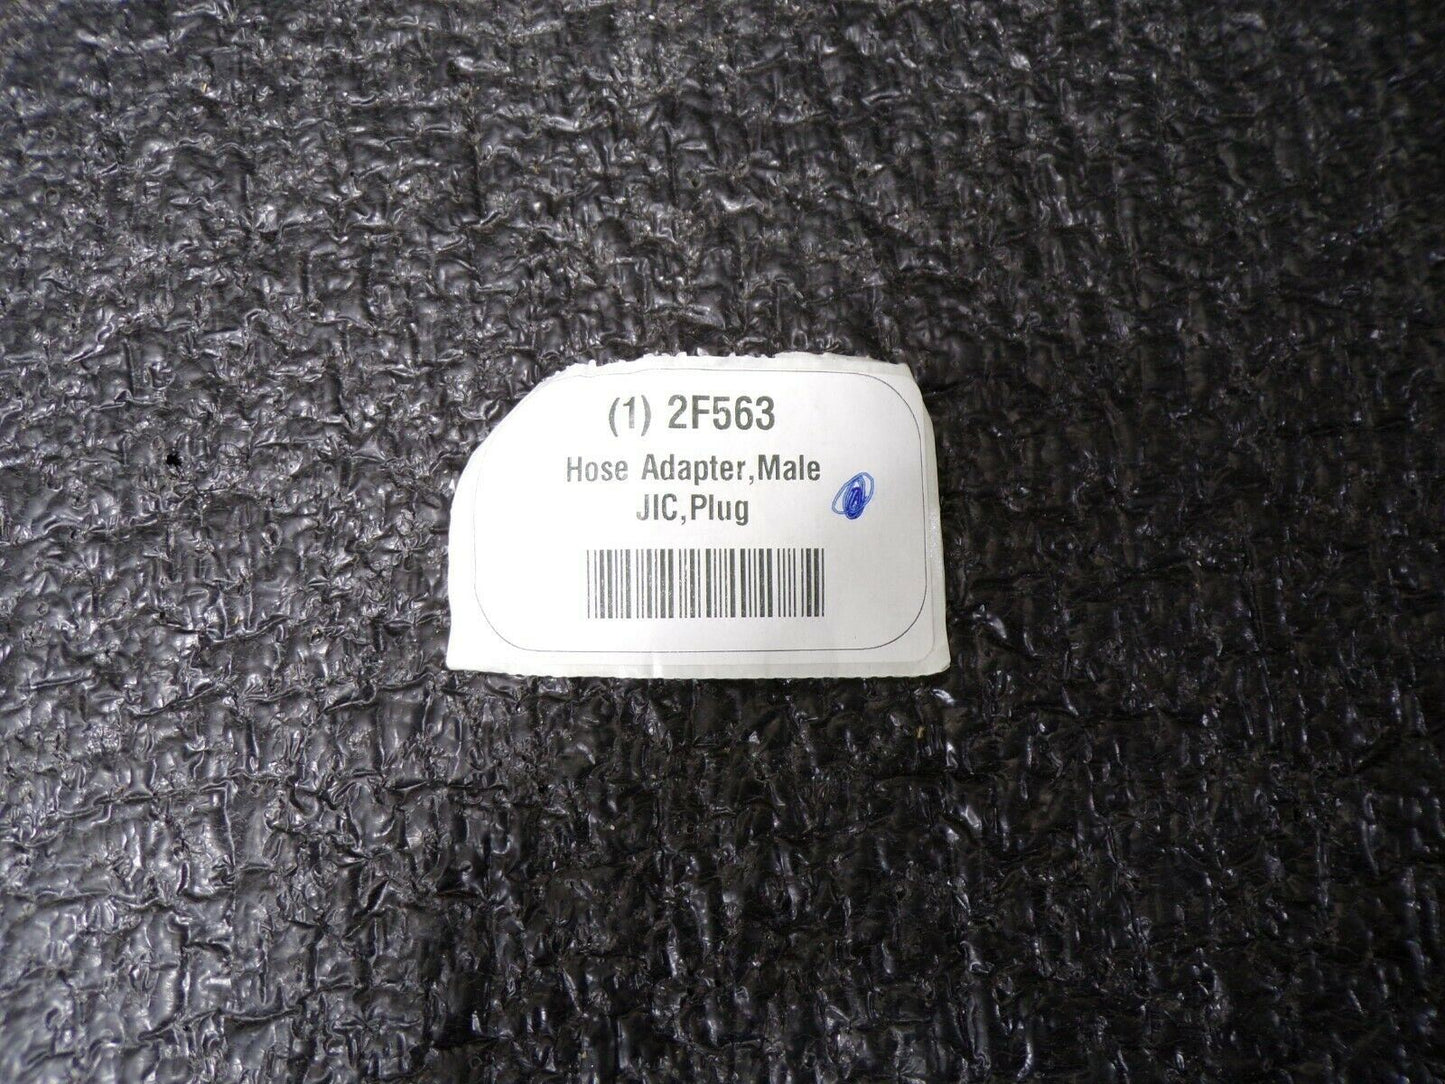 (1) 2F563
Hose Adapter,Male
JIC,Plug